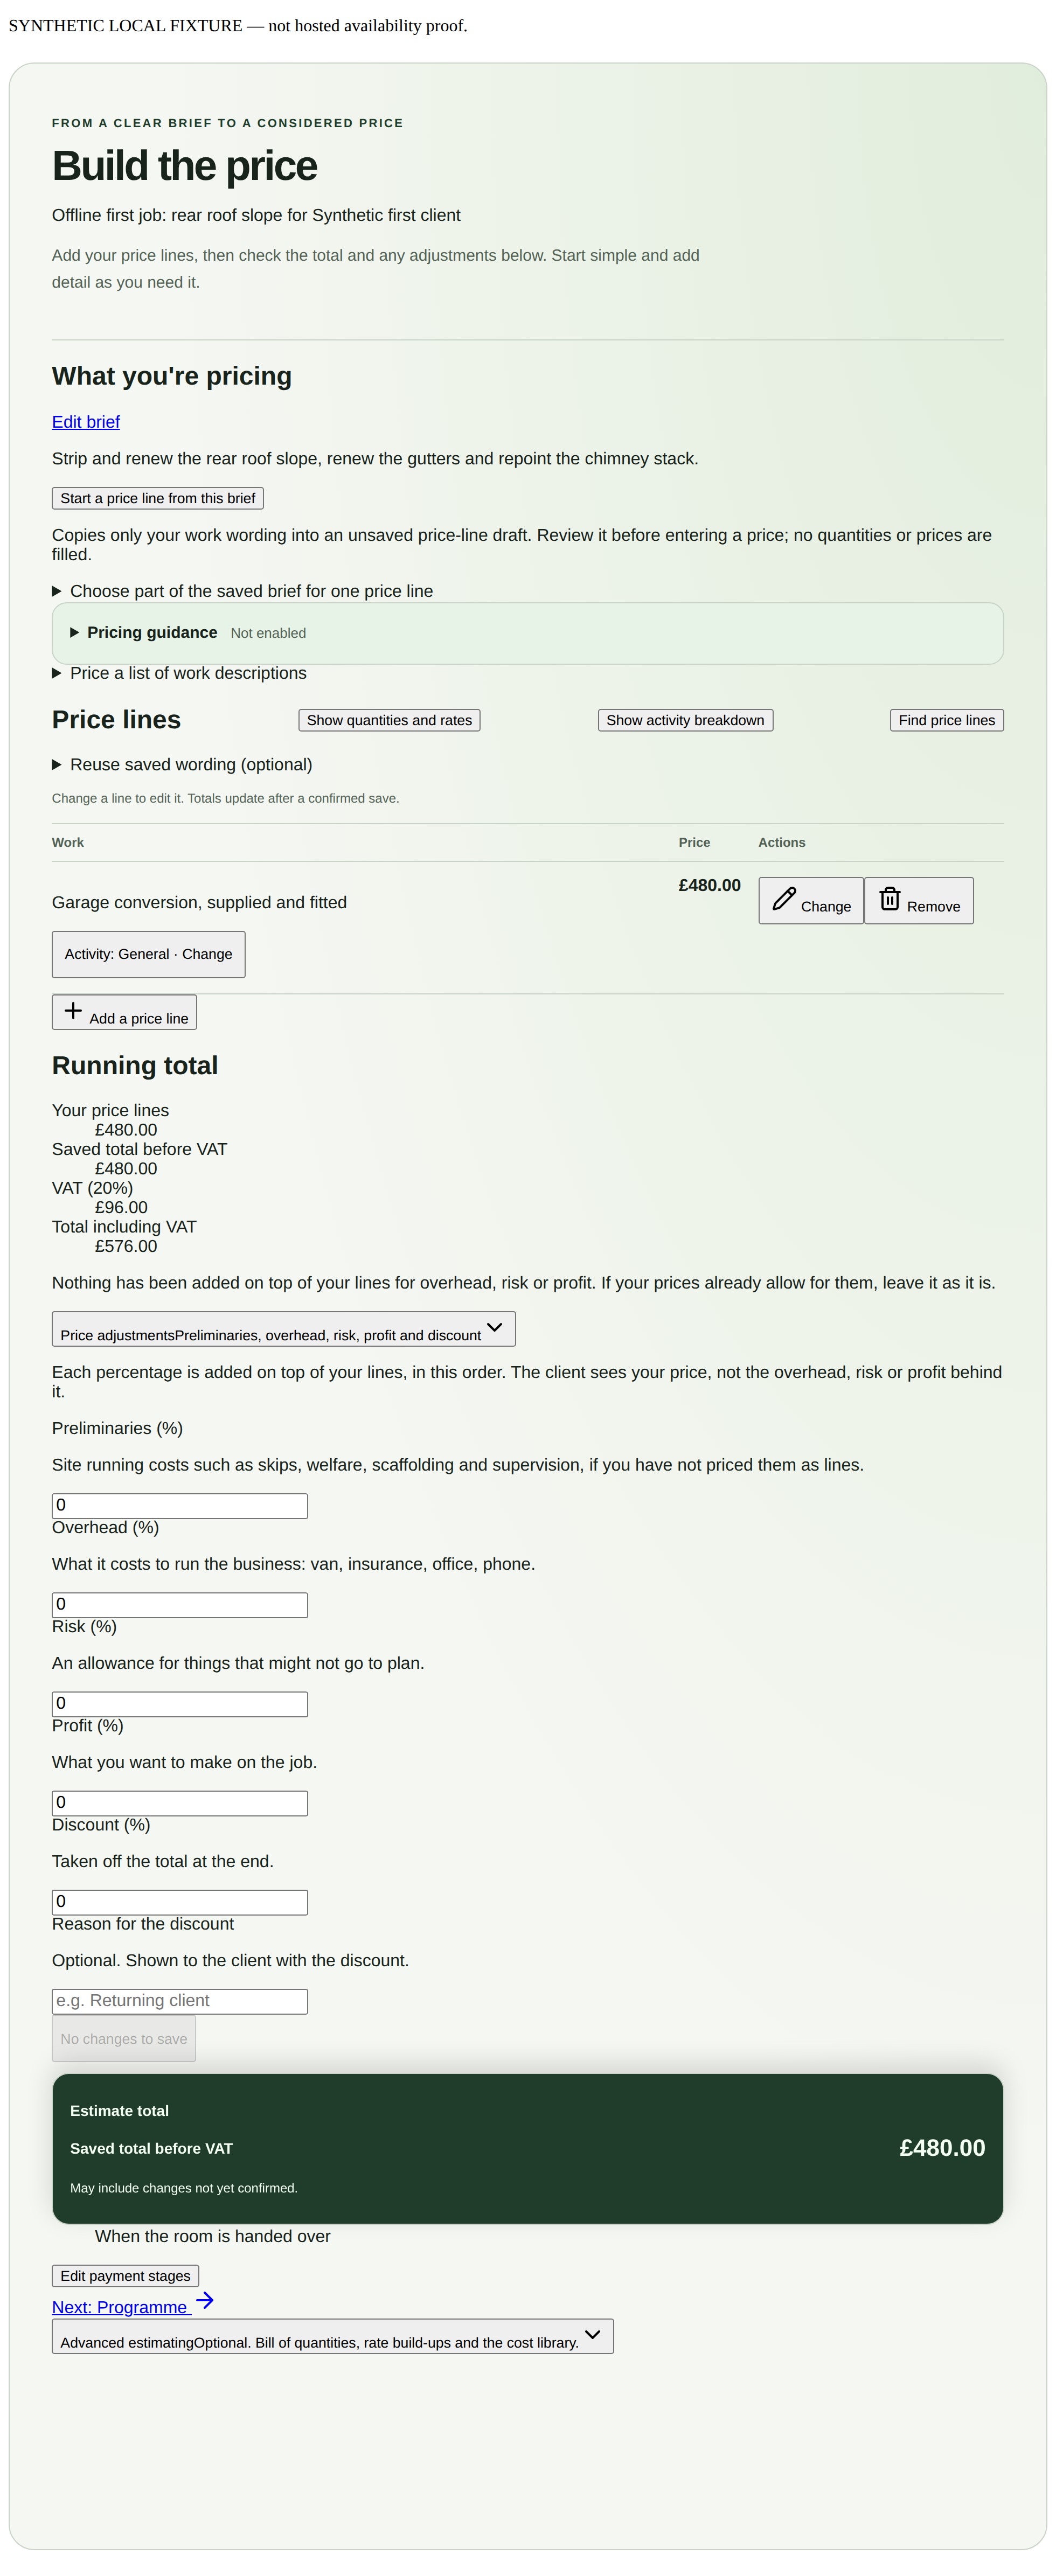 SYNTHETIC LOCAL FIXTURE — not hosted availability proof.
FROM A CLEAR BRIEF TO A CONSIDERED PRICE
Build the price
Offline first job: rear roof slope for Synthetic first client
Add your price lines, then check the total and any adjustments below. Start simple and add
detail as you need it.
What you're pricing
Edit brief
Strip and renew the rear roof slope, renew the gutters and repoint the chimney stack.
Start a price line from this brief
Copies only your work wording into an unsaved price-line draft. Review it before entering a price; no quantities or prices are
filled.
Choose part of the saved brief for one price line
Pricing guidance Not enabled
Price a list of work descriptions
Price lines Show quantities and rates Show activity breakdown Find price lines
Reuse saved wording (optional)
Change a line to edit it. Totals update after a confirmed save.
Work Price Actions
Garage conversion, supplied and fitted £480.00 Change Remove
Activity: General · Change
Add a price line
Running total
Your price lines
£480.00
Saved total before VAT
£480.00
VAT (20%)
£96.00
Total including VAT
£576.00
Nothing has been added on top of your lines for overhead, risk or profit. If your prices already allow for them, leave it as it is.
Price adjustmentsPreliminaries, overhead, risk, profit and discount
Each percentage is added on top of your lines, in this order. The client sees your price, not the overhead, risk or profit behind
it.
Preliminaries (%)
Site running costs such as skips, welfare, scaffolding and supervision, if you have not priced them as lines.
0
Overhead (%)
What it costs to run the business: van, insurance, office, phone.
0
Risk (%)
An allowance for things that might not go to plan.
0
Profit (%)
What you want to make on the job.
0
Discount (%)
Taken off the total at the end.
0
Reason for the discount
Optional. Shown to the client with the discount.
e.g. Returning client
No changes to save
Estimate total
Saved total before VAT £480.00
May include changes not yet confirmed.
When the room is handed over
Edit payment stages
Next: Programme
Advanced estimatingOptional. Bill of quantities, rate build-ups and the cost library.